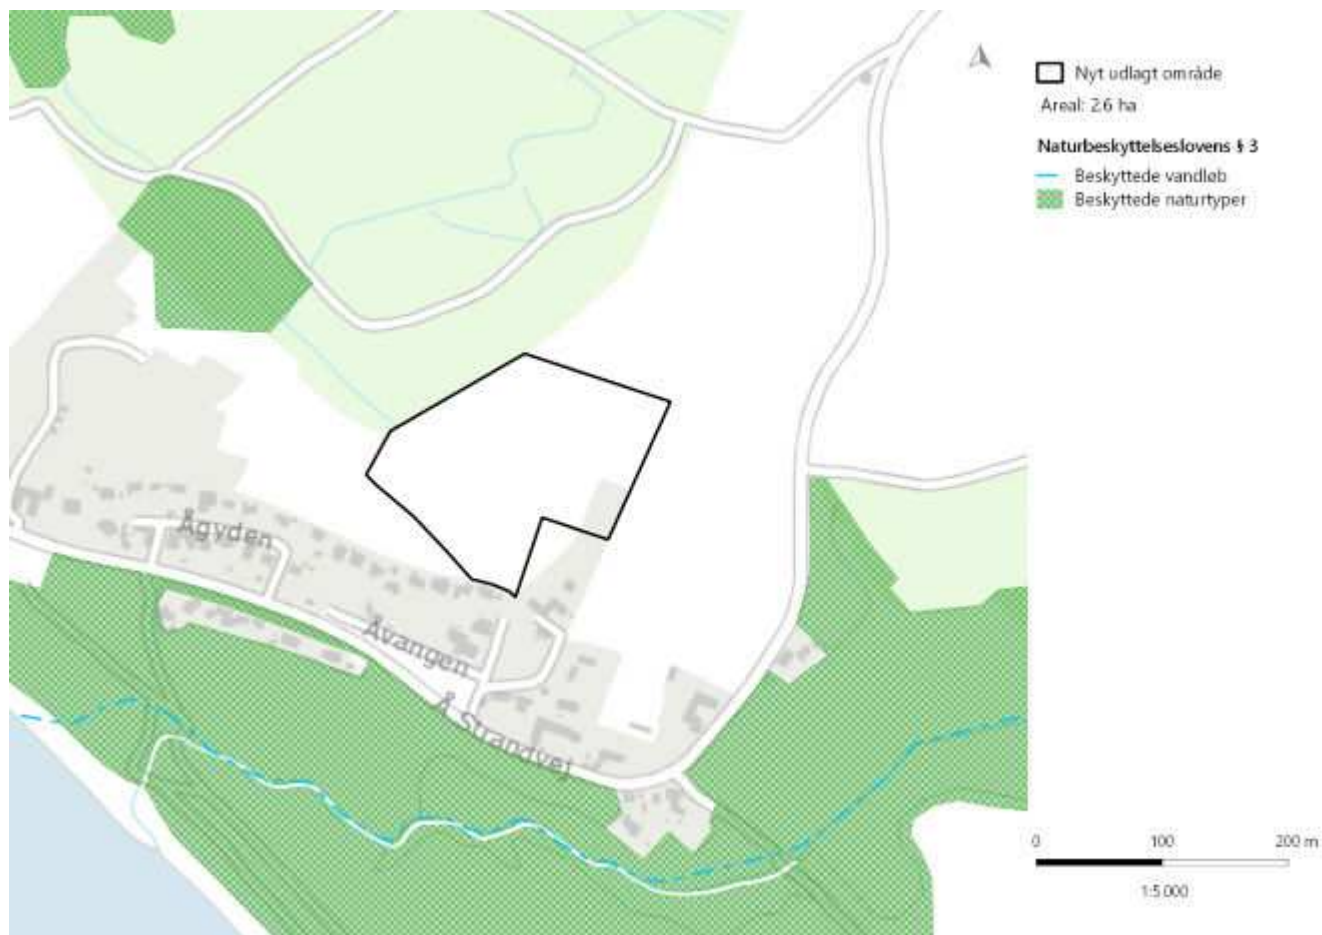 Nyt udlagt område
Areal: 2.6 ha
Naturbeskyttelseslovens § 3
Beskyttede vandløb
Beskyttede naturtyper
Ågyden
Åvangen
Å Strandvej
0 100 200 m
1:5.000